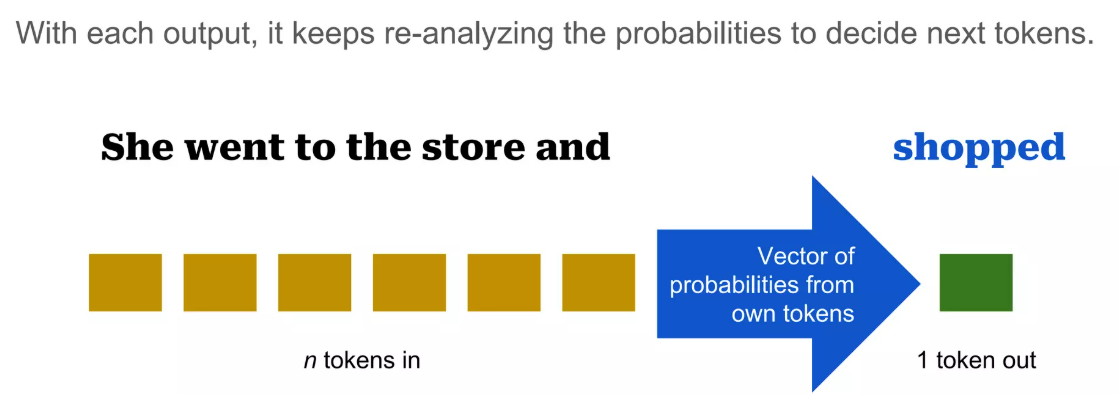 With each output, it keeps re-analyzing the probabilities to decide next tokens.
She went to the store and
shopped
Vector of
probabilities from
own tokens
n tokens in
1 token out